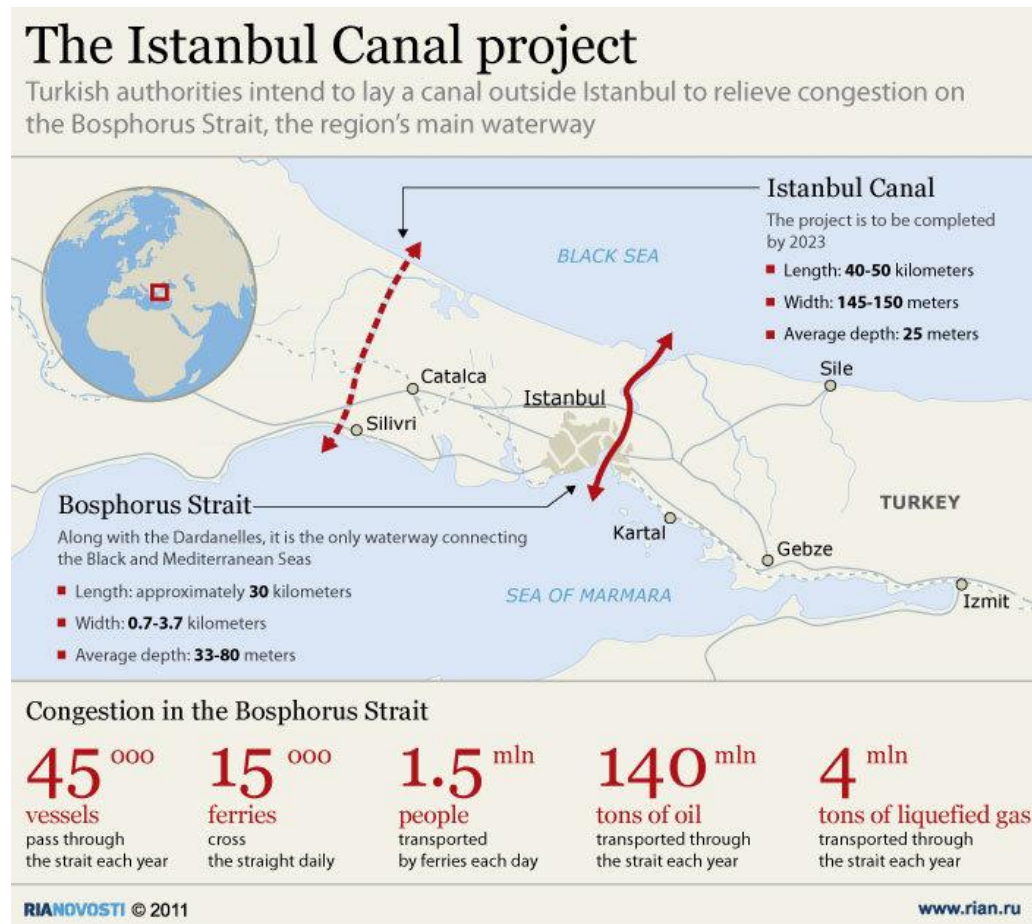 The Istanbul Canal project
Turkish authorities intend to lay a canal outside Istanbul to relieve congestion on
the Bosphorus Strait, the region's main waterway
Istanbul Canal
The project is to be completed
by 2023
Length: 40-50 kilometers
Width: 145-150 meters
Average depth: 25 meters
BLACK SEA
Sile
Catalca
Istanbul
Silivri
Bosphorus Strait
Along with the Dardanelles, it is the only waterway connecting
the Black and Mediterranean Seas
Length: approximately 30 kilometers
Width: 0.7-3.7 kilometers
Average depth: 33-80 meters
TURKEY
Kartal
Gebze
SEA OF MARMARA
Izmit
Congestion in the Bosphorus Strait
45 000
vessels
pass through
the strait each year
15 000
ferries
cross
the straight daily
1.5 mln
people
transported
by ferries each day
140 mln
tons of oil
transported through
the strait each year
4 mln
tons of liquefied gas
transported through
the strait each year
RIANOVOSTI © 2011
www.rian.ru